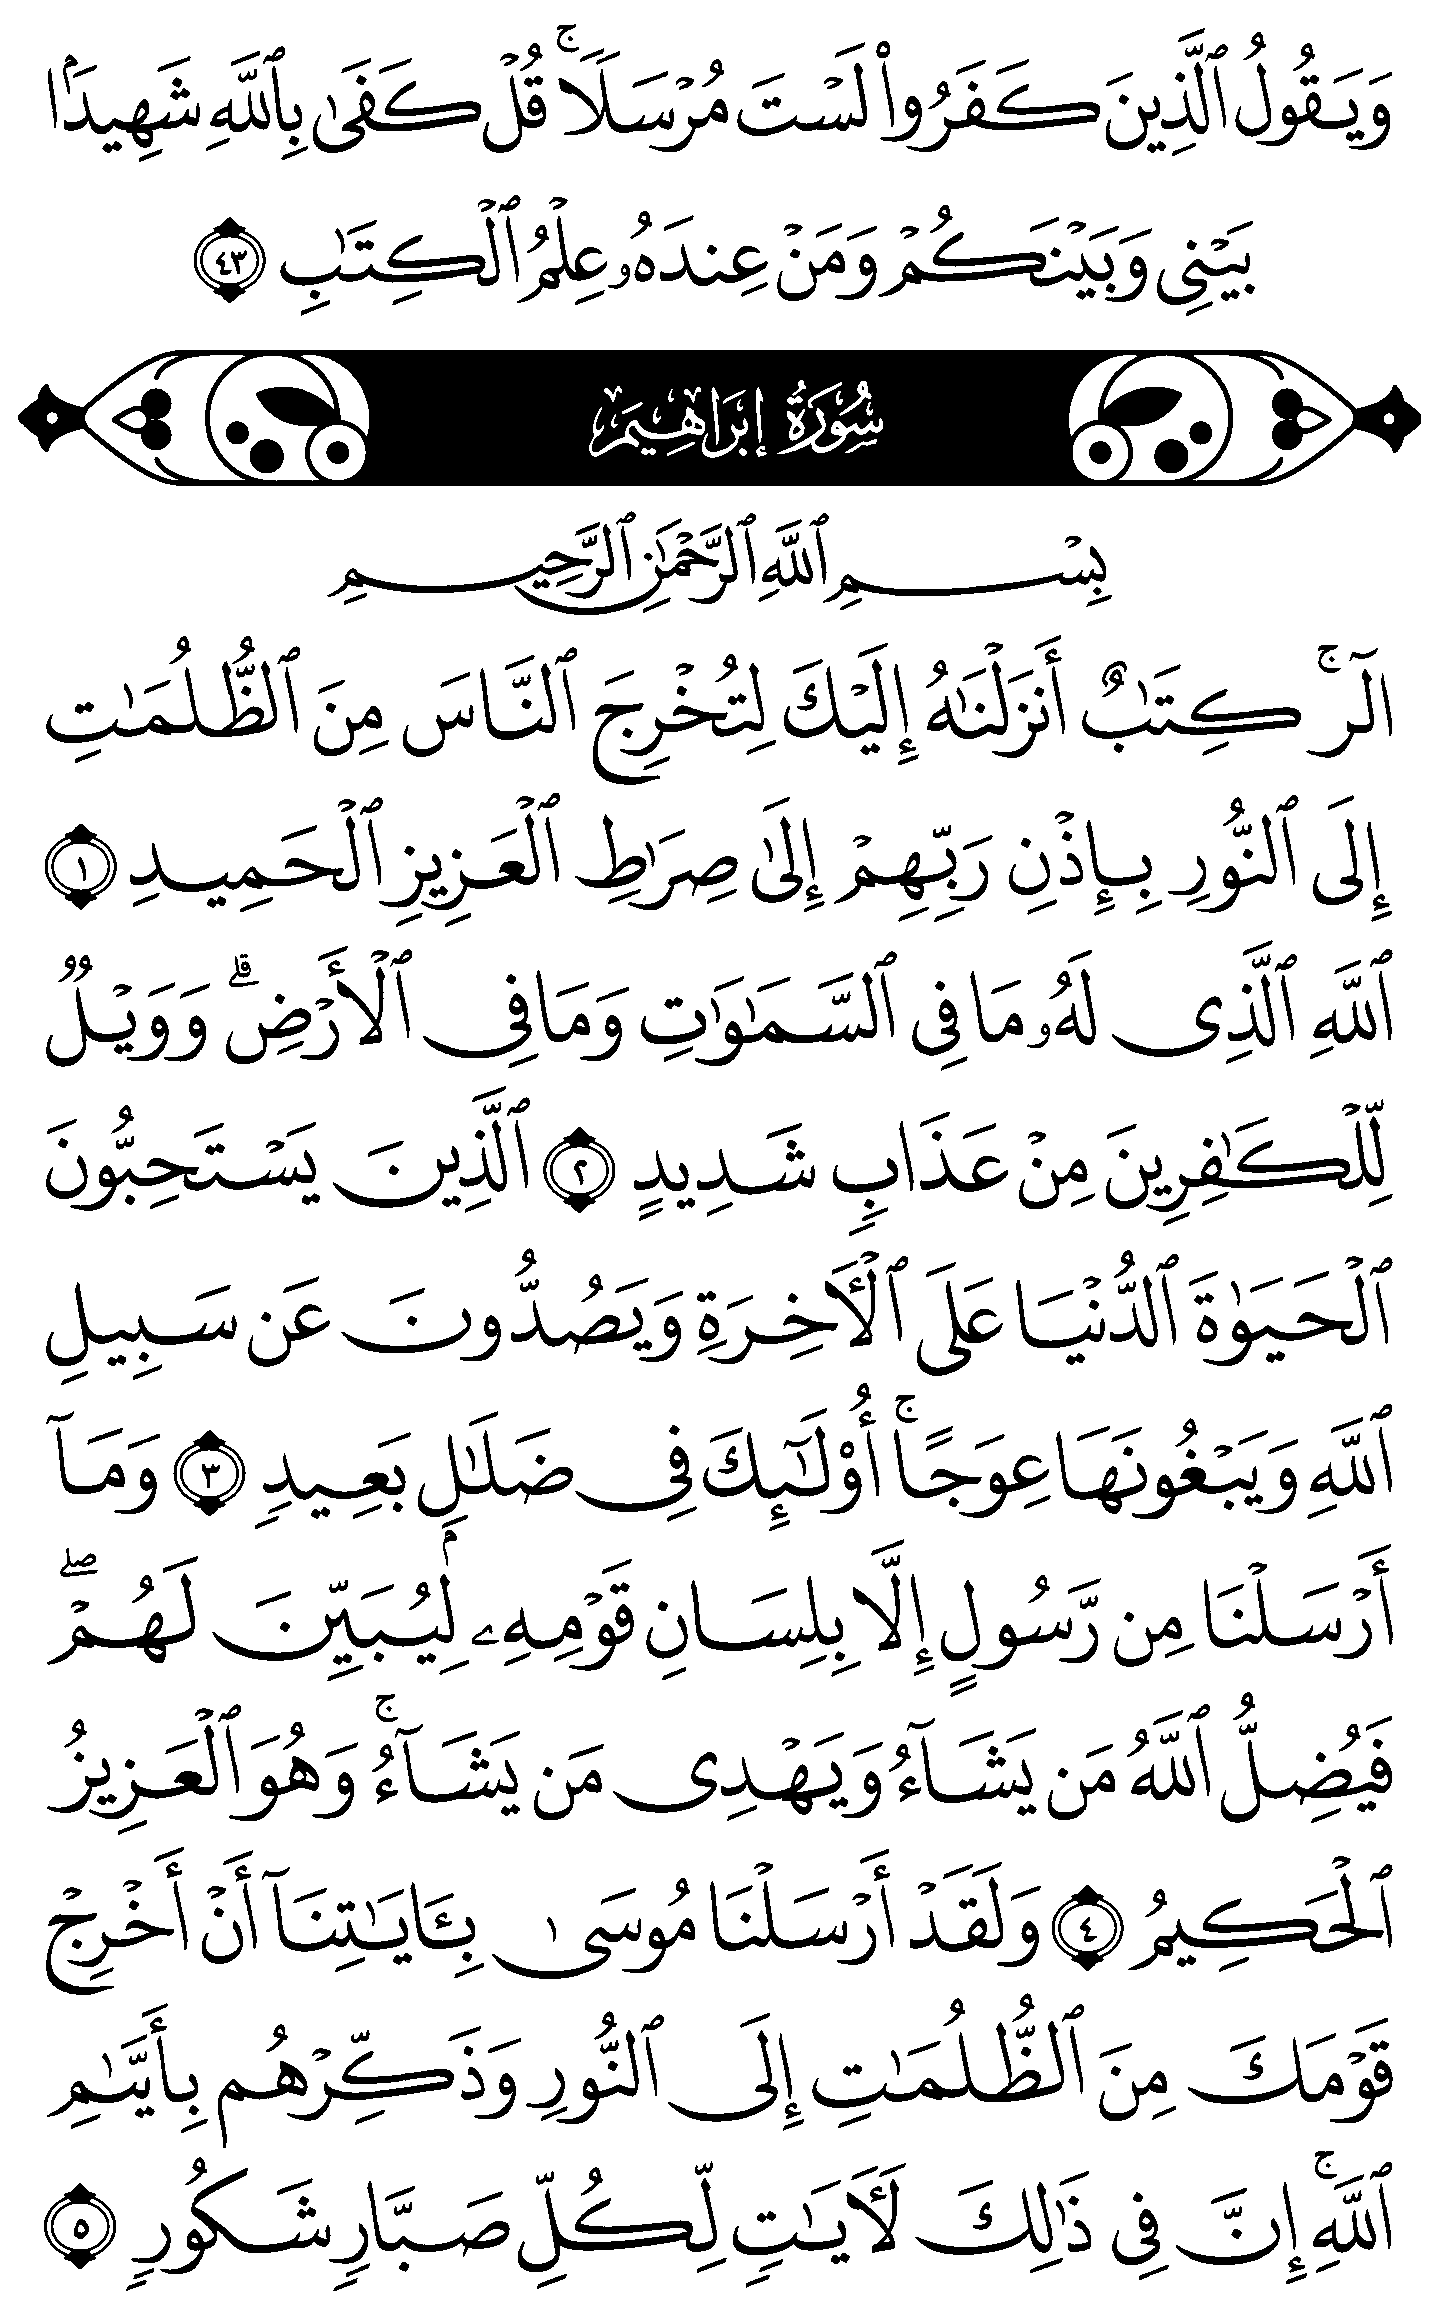 وَيَقُولُ ٱلَّذِينَ كَفَرُوا۟ لَسْتَ مُرْسَلًا ۚ قُلْ كَفَىٰ بِٱللَّهِ شَهِيدًۢا
بَيْنِى وَبَيْنَكُمْ وَمَنْ عِندَهُۥ عِلْمُ ٱلْكِتَٰبِ ٤٣
سُورَةُ إِبْرَاهِيمَ
بِسْمِ ٱللَّهِ ٱلرَّحْمَٰنِ ٱلرَّحِيمِ
الٓر ۚ كِتَٰبٌ أَنزَلْنَٰهُ إِلَيْكَ لِتُخْرِجَ ٱلنَّاسَ مِنَ ٱلظُّلُمَٰتِ
إِلَى ٱلنُّورِ بِإِذْنِ رَبِّهِمْ إِلَىٰ صِرَٰطِ ٱلْعَزِيزِ ٱلْحَمِيدِ ١
ٱللَّهِ ٱلَّذِى لَهُۥ مَا فِى ٱلسَّمَٰوَٰتِ وَمَا فِى ٱلْأَرْضِ ۗ وَوَيْلٌ
لِّلْكَٰفِرِينَ مِنْ عَذَابٍ شَدِيدٍ ٢ ٱلَّذِينَ يَسْتَحِبُّونَ
ٱلْحَيَوٰةَ ٱلدُّنْيَا عَلَى ٱلْءَاخِرَةِ وَيَصُدُّونَ عَن سَبِيلِ
ٱللَّهِ وَيَبْغُونَهَا عِوَجًا ۚ أُو۟لَٰٓئِكَ فِى ضَلَٰلٍۭ بَعِيدٍ ٣ وَمَآ
أَرْسَلْنَا مِن رَّسُولٍ إِلَّا بِلِسَانِ قَوْمِهِۦ لِيُبَيِّنَ لَهُمْ ۖ
فَيُضِلُّ ٱللَّهُ مَن يَشَآءُ وَيَهْدِى مَن يَشَآءُ ۚ وَهُوَ ٱلْعَزِيزُ
ٱلْحَكِيمُ ٤ وَلَقَدْ أَرْسَلْنَا مُوسَىٰ بِـَٔايَٰتِنَآ أَنْ أَخْرِجْ
قَوْمَكَ مِنَ ٱلظُّلُمَٰتِ إِلَى ٱلنُّورِ وَذَكِّرْهُم بِأَيَّىٰمِ
ٱللَّهِ ۚ إِنَّ فِى ذَٰلِكَ لَءَايَٰتٍ لِّكُلِّ صَبَّارٍ شَكُورٍ ٥